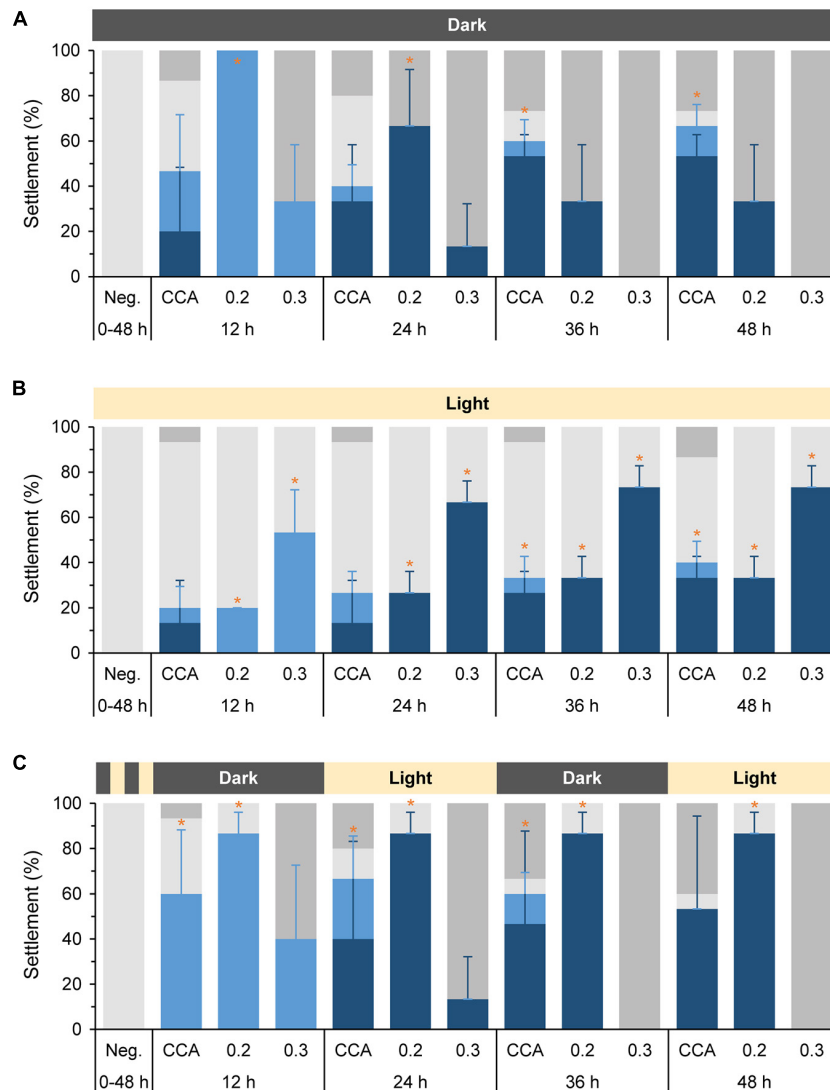 A
Dark
Settlement (%)
100
80
60
40
20
0
Neg. CCA 0.2 0.3 CCA 0.2 0.3 CCA 0.2 0.3 CCA 0.2 0.3
0-48 h 12 h 24 h 36 h 48 h
* * * *
B
Light
Settlement (%)
100
80
60
40
20
0
Neg. CCA 0.2 0.3 CCA 0.2 0.3 CCA 0.2 0.3 CCA 0.2 0.3
0-48 h 12 h 24 h 36 h 48 h
* * * * * * * * * *
C
Dark Light Dark Light
Settlement (%)
100
80
60
40
20
0
Neg. CCA 0.2 0.3 CCA 0.2 0.3 CCA 0.2 0.3 CCA 0.2 0.3
0-48 h 12 h 24 h 36 h 48 h
* * * * * * *